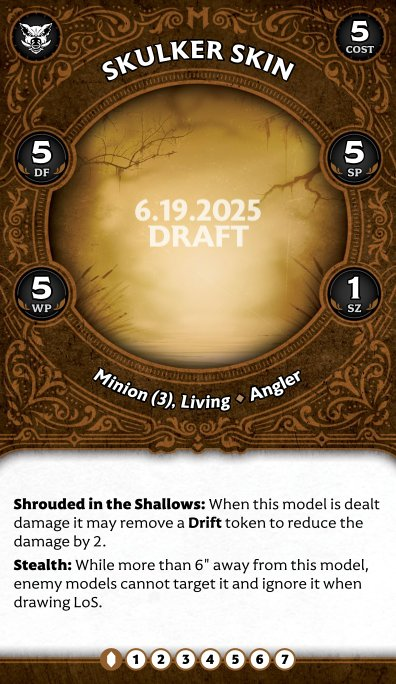 M
SKULKER SKIN
5
COST
5
DF
5
SP
6.19.2025
DRAFT
5
WP
1
SZ
Minion (3), Living ◆ Angler
Shrouded in the Shallows: When this model is dealt
damage it may remove a Drift token to reduce the
damage by 2.
Stealth: While more than 6" away from this model,
enemy models cannot target it and ignore it when
drawing LoS.
1 2 3 4 5 6 7